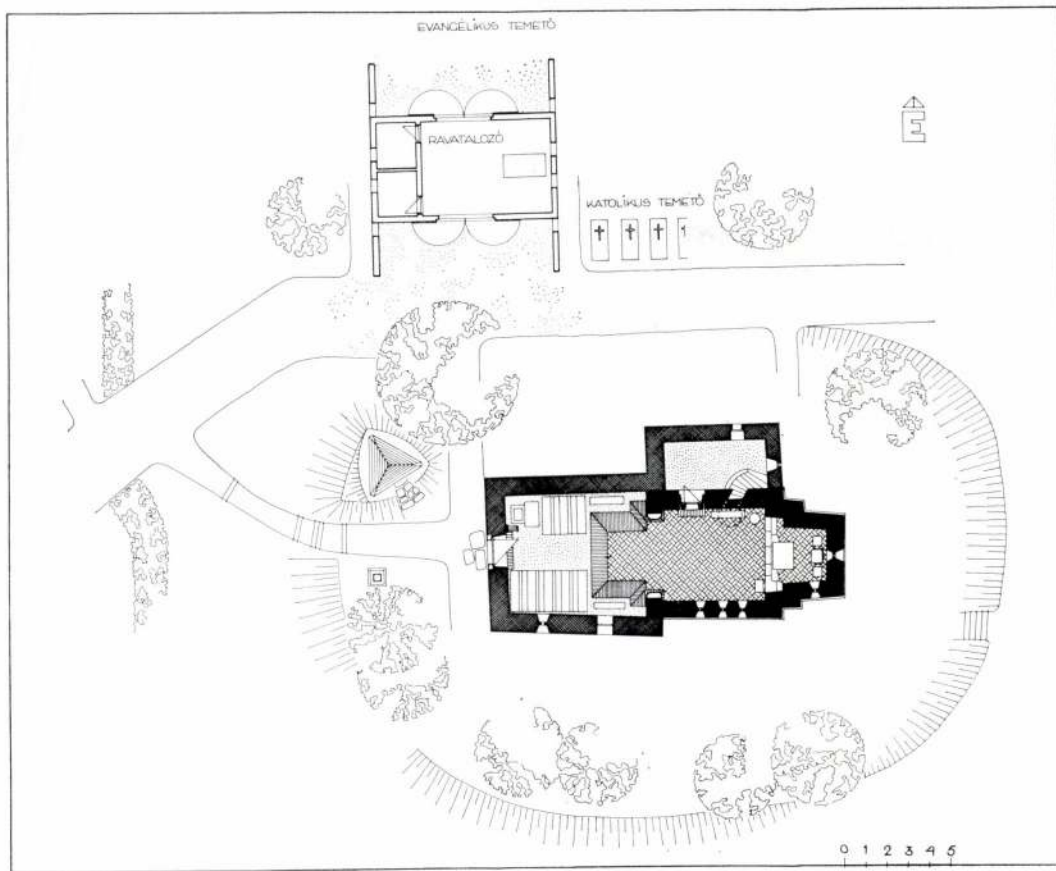 EVANGÉLIKUS TEMETŐ
RAVATALOZÓ
É
KATOLIKUS TEMETŐ
0 1 2 3 4 5